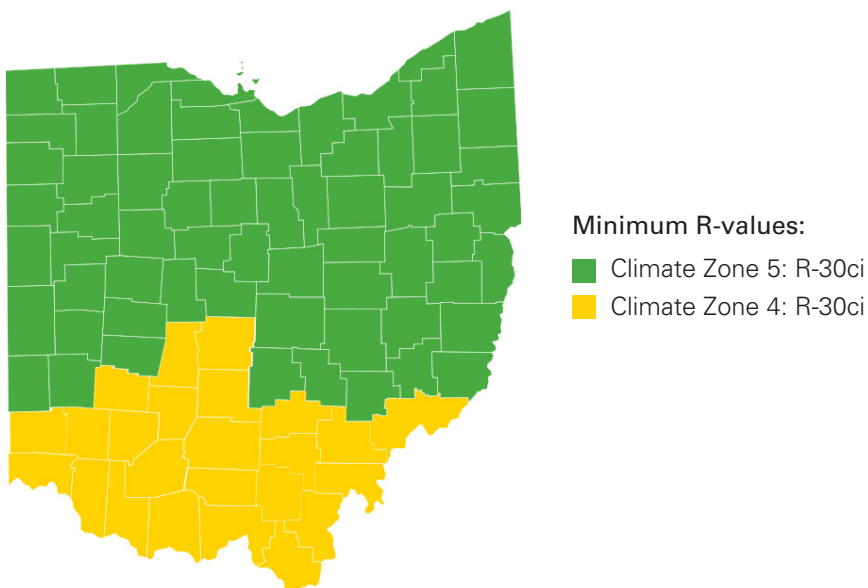 Minimum R-values:
Climate Zone 5: R-30ci
Climate Zone 4: R-30ci